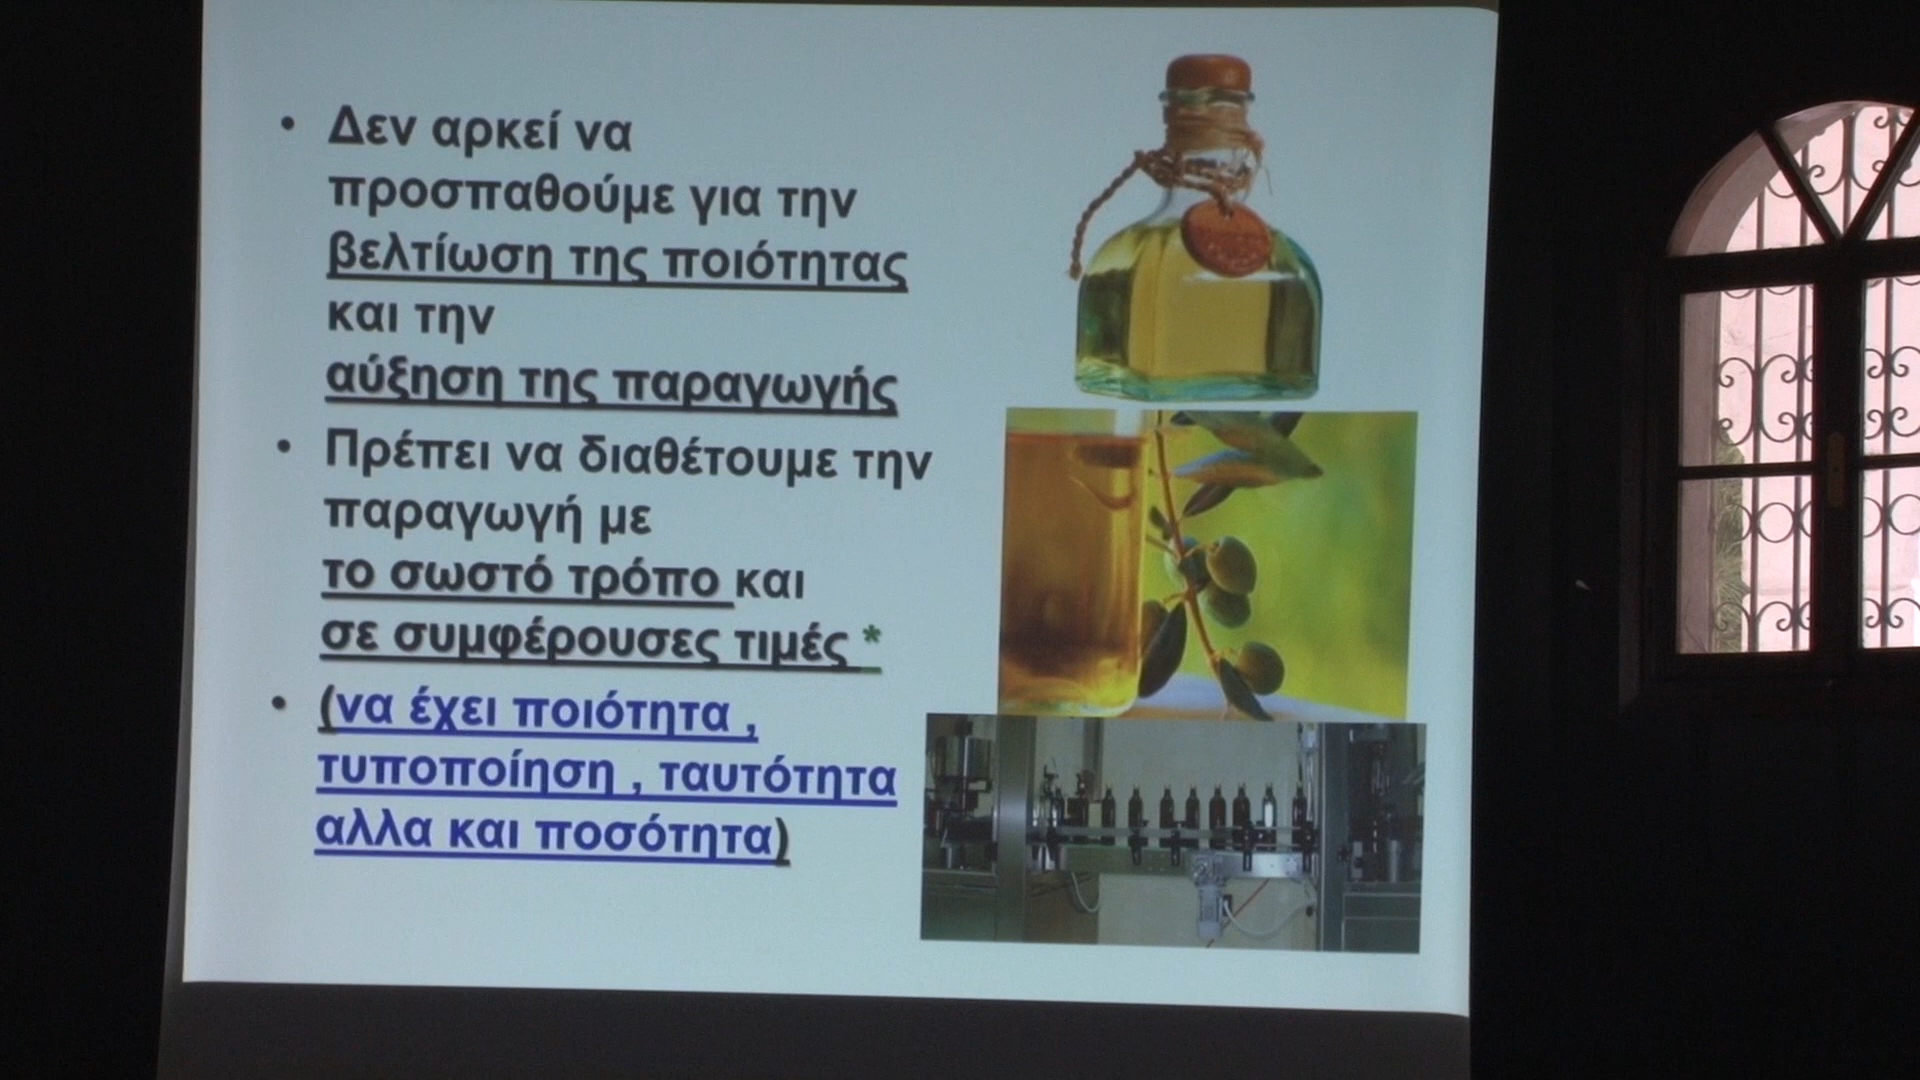 • Δεν αρκεί να
προσπαθούμε για την
βελτίωση της ποιότητας
και την
αύξηση της παραγωγής
• Πρέπει να διαθέτουμε την
παραγωγή με
το σωστό τρόπο και
σε συμφέρουσες τιμές *
• (να έχει ποιότητα ,
τυποποίηση , ταυτότητα
αλλα και ποσότητα)